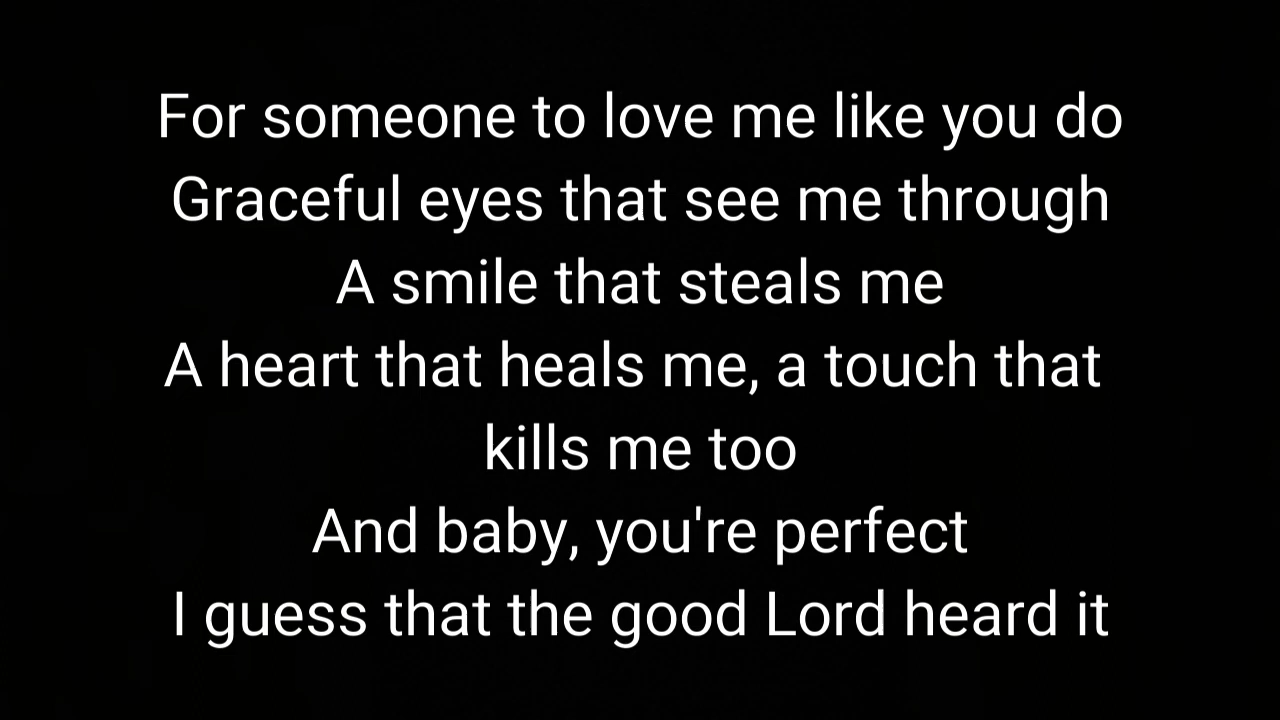 For someone to love me like you do
Graceful eyes that see me through
A smile that steals me
A heart that heals me, a touch that
kills me too
And baby, you're perfect
I guess that the good Lord heard it